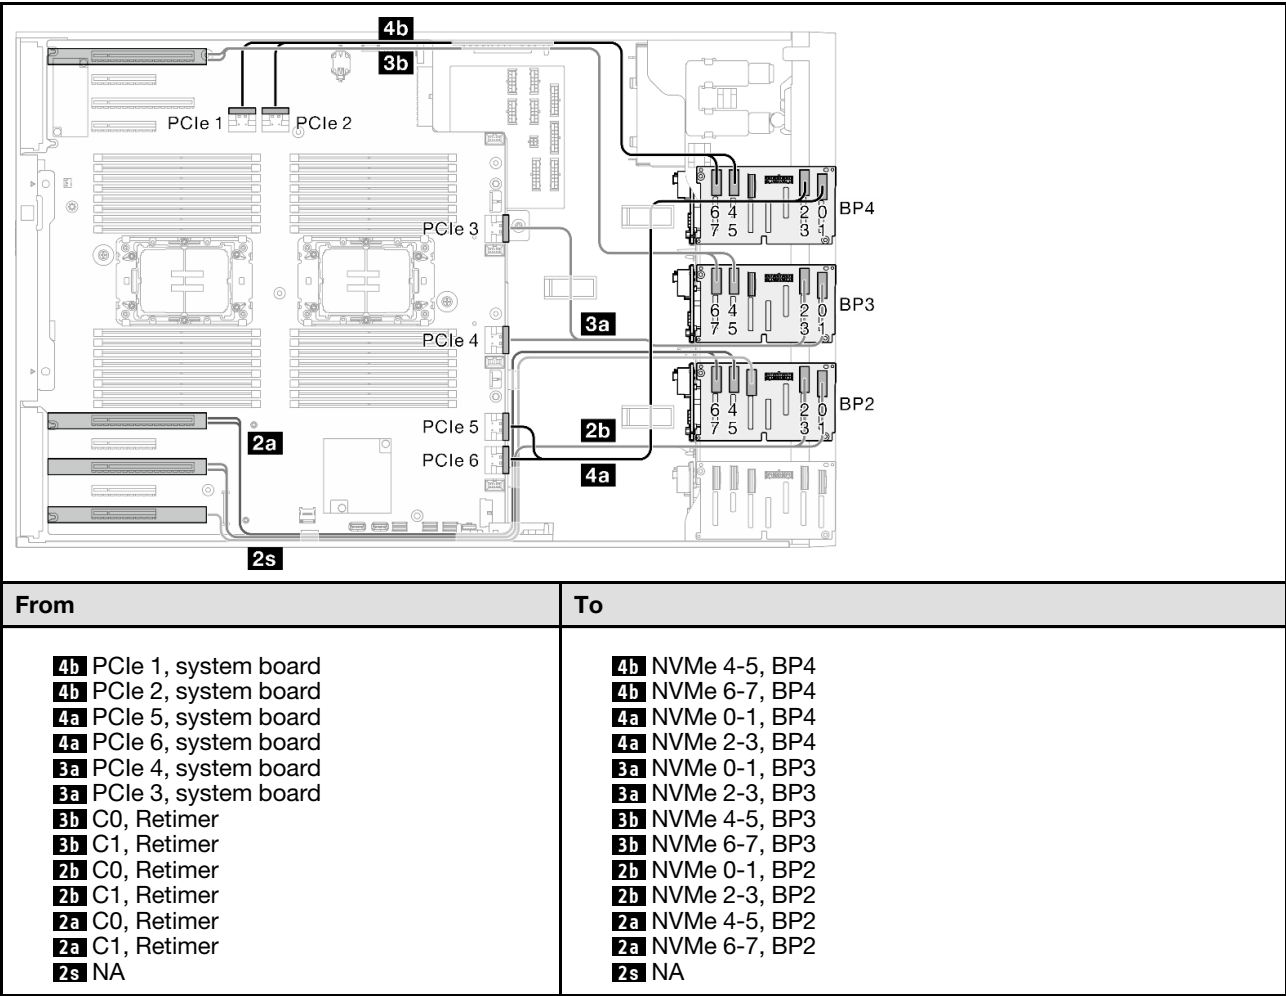 4b
3b
PCIe 1
PCIe 2
PCIe 3
6 4 2 0
BP4
7 5 3 1
3a
6 4 2 0
BP3
7 5 3 1
PCIe 4
6 4 2 0
BP2
7 5 3 1
PCIe 5
2a
2b
PCIe 6
4a
2s
From
To
4b PCIe 1, system board
4b NVMe 4-5, BP4
4b PCIe 2, system board
4b NVMe 6-7, BP4
4a PCIe 5, system board
4a NVMe 0-1, BP4
4a PCIe 6, system board
4a NVMe 2-3, BP4
3a PCIe 4, system board
3a NVMe 0-1, BP3
3a PCIe 3, system board
3a NVMe 2-3, BP3
3b C0, Retimer
3b NVMe 4-5, BP3
3b C1, Retimer
3b NVMe 6-7, BP3
2b C0, Retimer
2b NVMe 0-1, BP2
2b C1, Retimer
2b NVMe 2-3, BP2
2a C0, Retimer
2a NVMe 4-5, BP2
2a C1, Retimer
2a NVMe 6-7, BP2
2s NA
2s NA